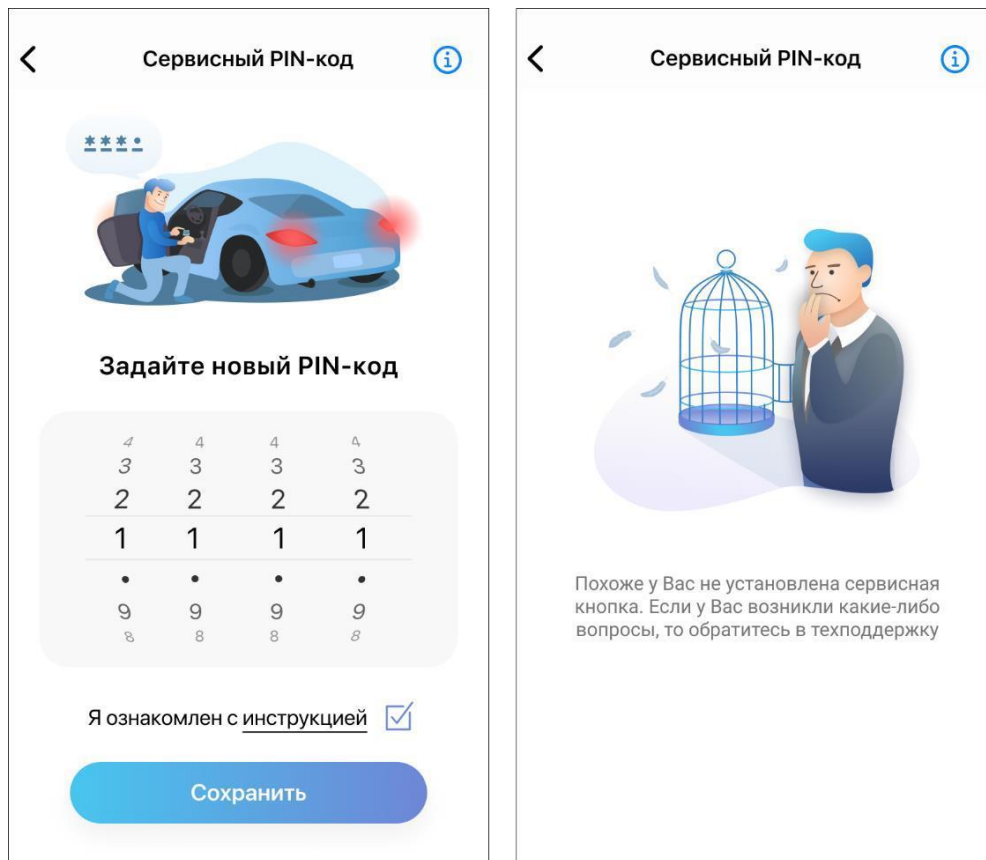 Сервисный PIN-код
***•
Задайте новый PIN-код
4 4 4 4
3 3 3 3
2 2 2 2
1 1 1 1
• • • •
9 9 9 9
8 8 8 8
Я ознакомлен с инструкцией
Сохранить
Сервисный PIN-код
Похоже у Вас не установлена сервисная
кнопка. Если у Вас возникли какие-либо
вопросы, то обратитесь в техподдержку